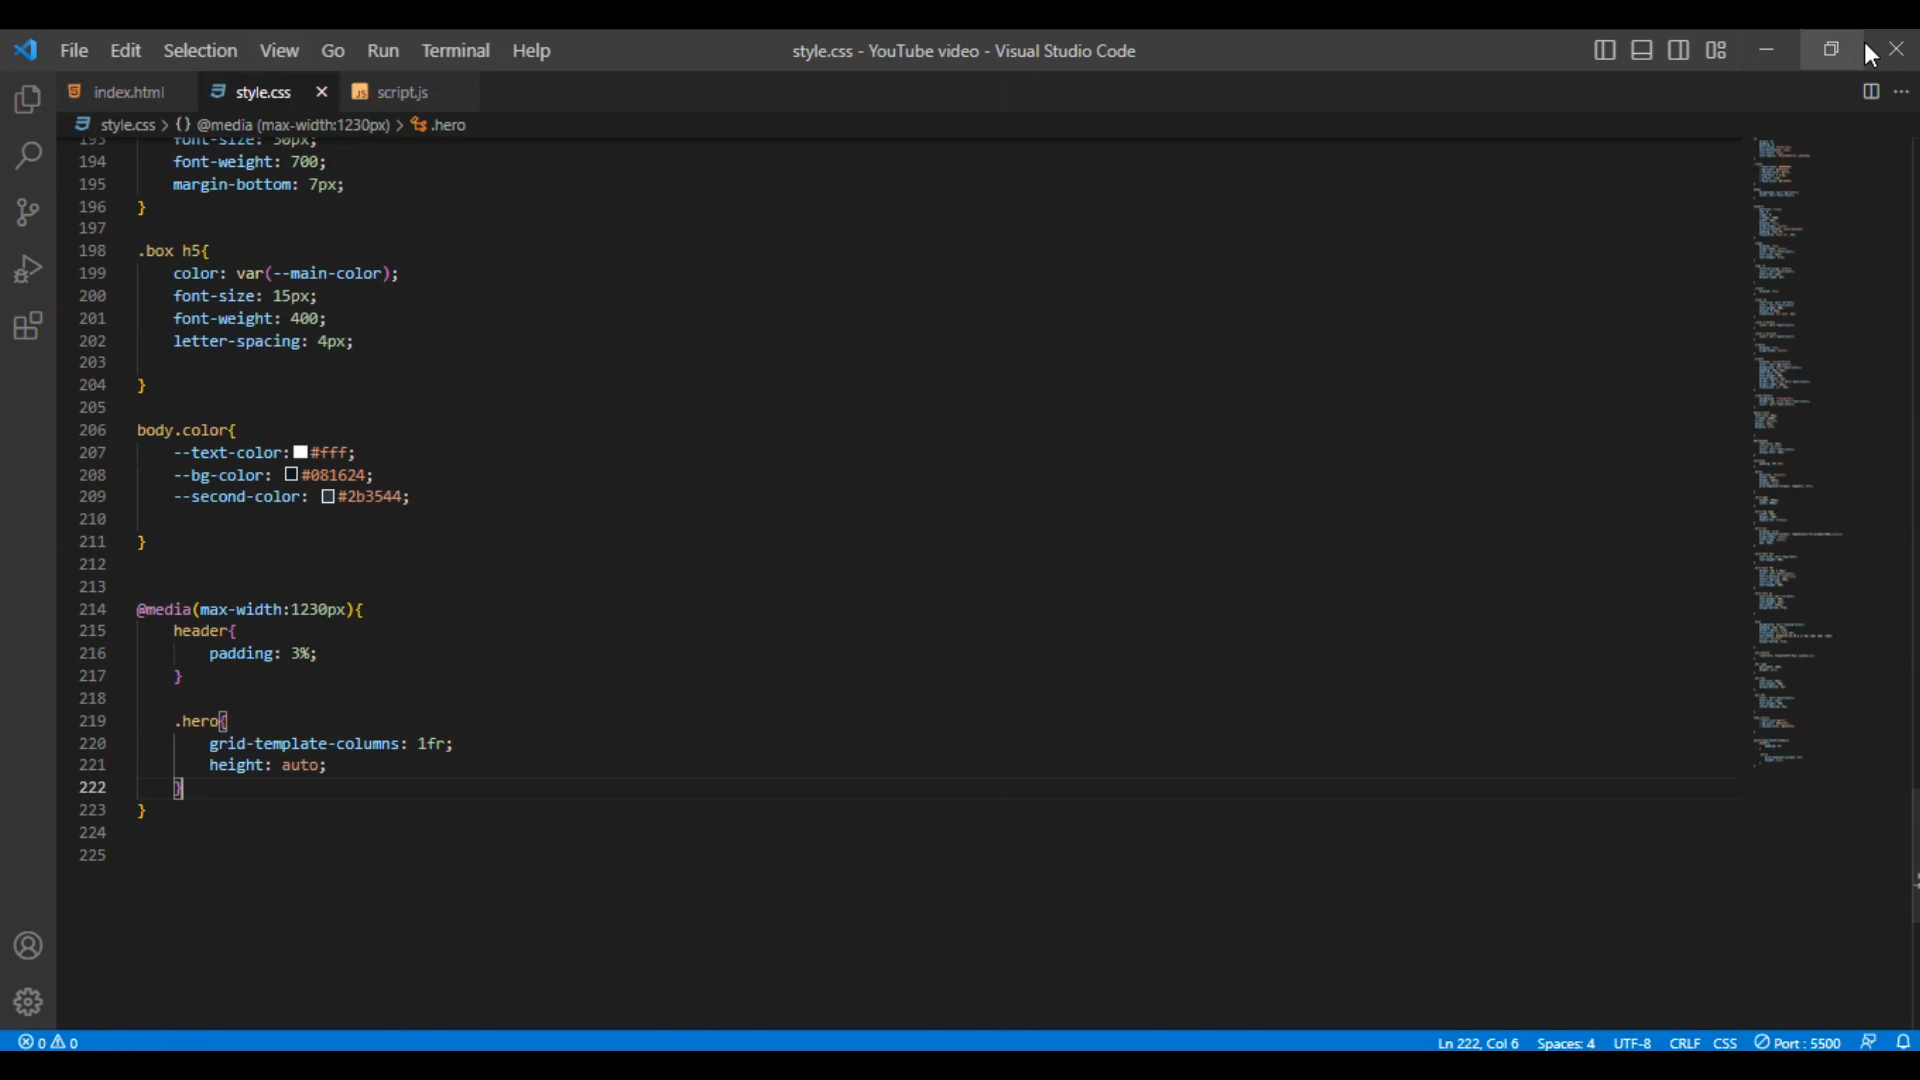 File Edit Selection View Go Run Terminal Help
style.css - YouTube video - Visual Studio Code
index.html style.css script.js
style.css > {} @media (max-width:1230px) > .hero
193 font-size: 30px;
194 font-weight: 700;
195 margin-bottom: 7px;
196 }
197
198 .box h5{
199 color: var(--main-color);
200 font-size: 15px;
201 font-weight: 400;
202 letter-spacing: 4px;
203
204 }
205
206 body.color{
207 --text-color:#fff;
208 --bg-color: #081624;
209 --second-color: #2b3544;
210
211 }
212
213
214 @media(max-width:1230px){
215 header{
216 padding: 3%;
217 }
218
219 .hero{
220 grid-template-columns: 1fr;
221 height: auto;
222 }
223 }
224
225
0 0 Ln 222, Col 6 Spaces: 4 UTF-8 CRLF CSS Port : 5500